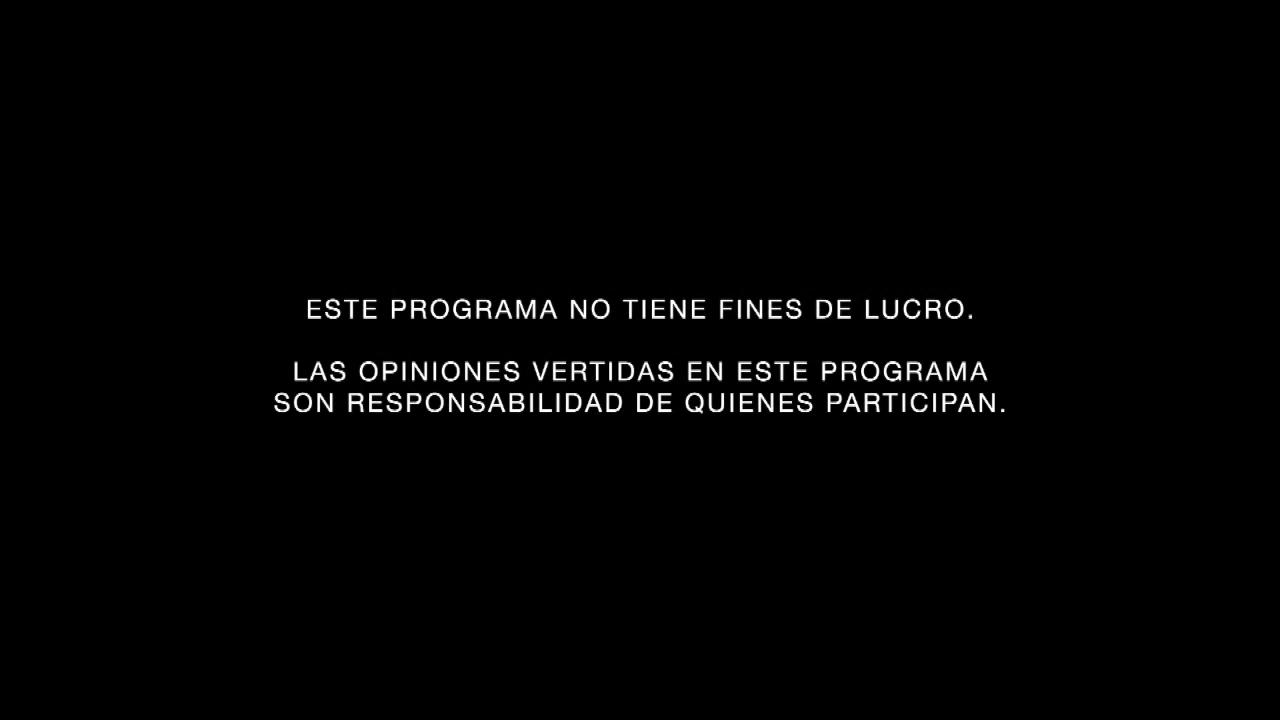 ESTE PROGRAMA NO TIENE FINES DE LUCRO.
LAS OPINIONES VERTIDAS EN ESTE PROGRAMA
SON RESPONSABILIDAD DE QUIENES PARTICIPAN.